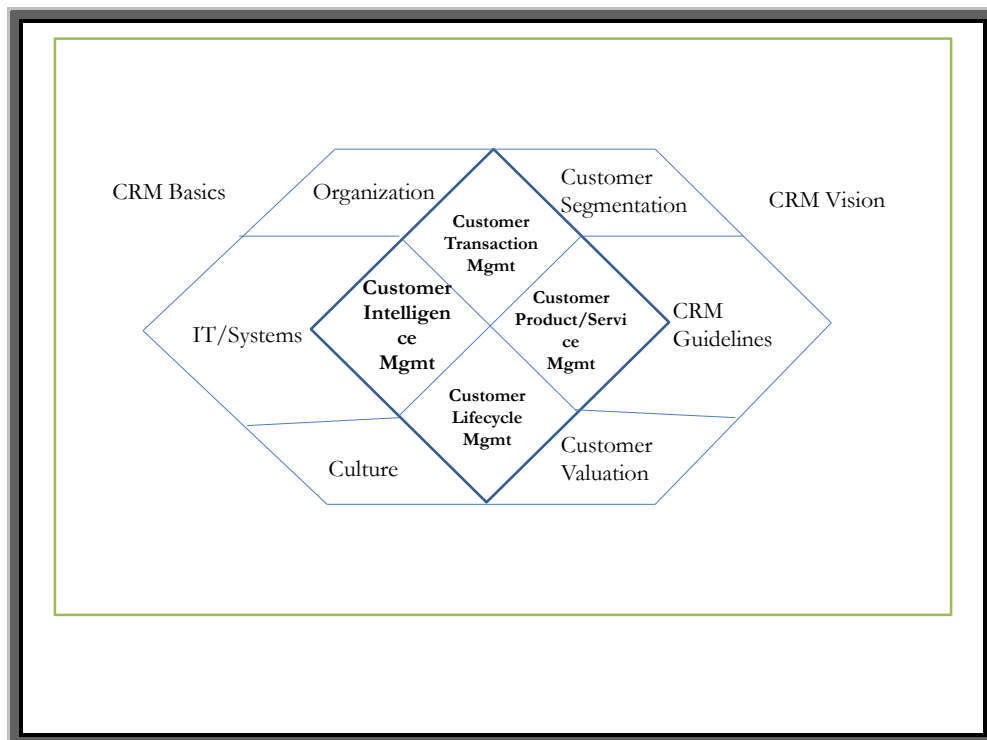 CRM Basics
Organization
Customer
Segmentation
CRM Vision
Customer
Transaction
Mgmt
IT/Systems
Customer
Intelligen
ce
Mgmt
Customer
Product/Servi
ce
Mgmt
CRM
Guidelines
Customer
Lifecycle
Mgmt
Culture
Customer
Valuation